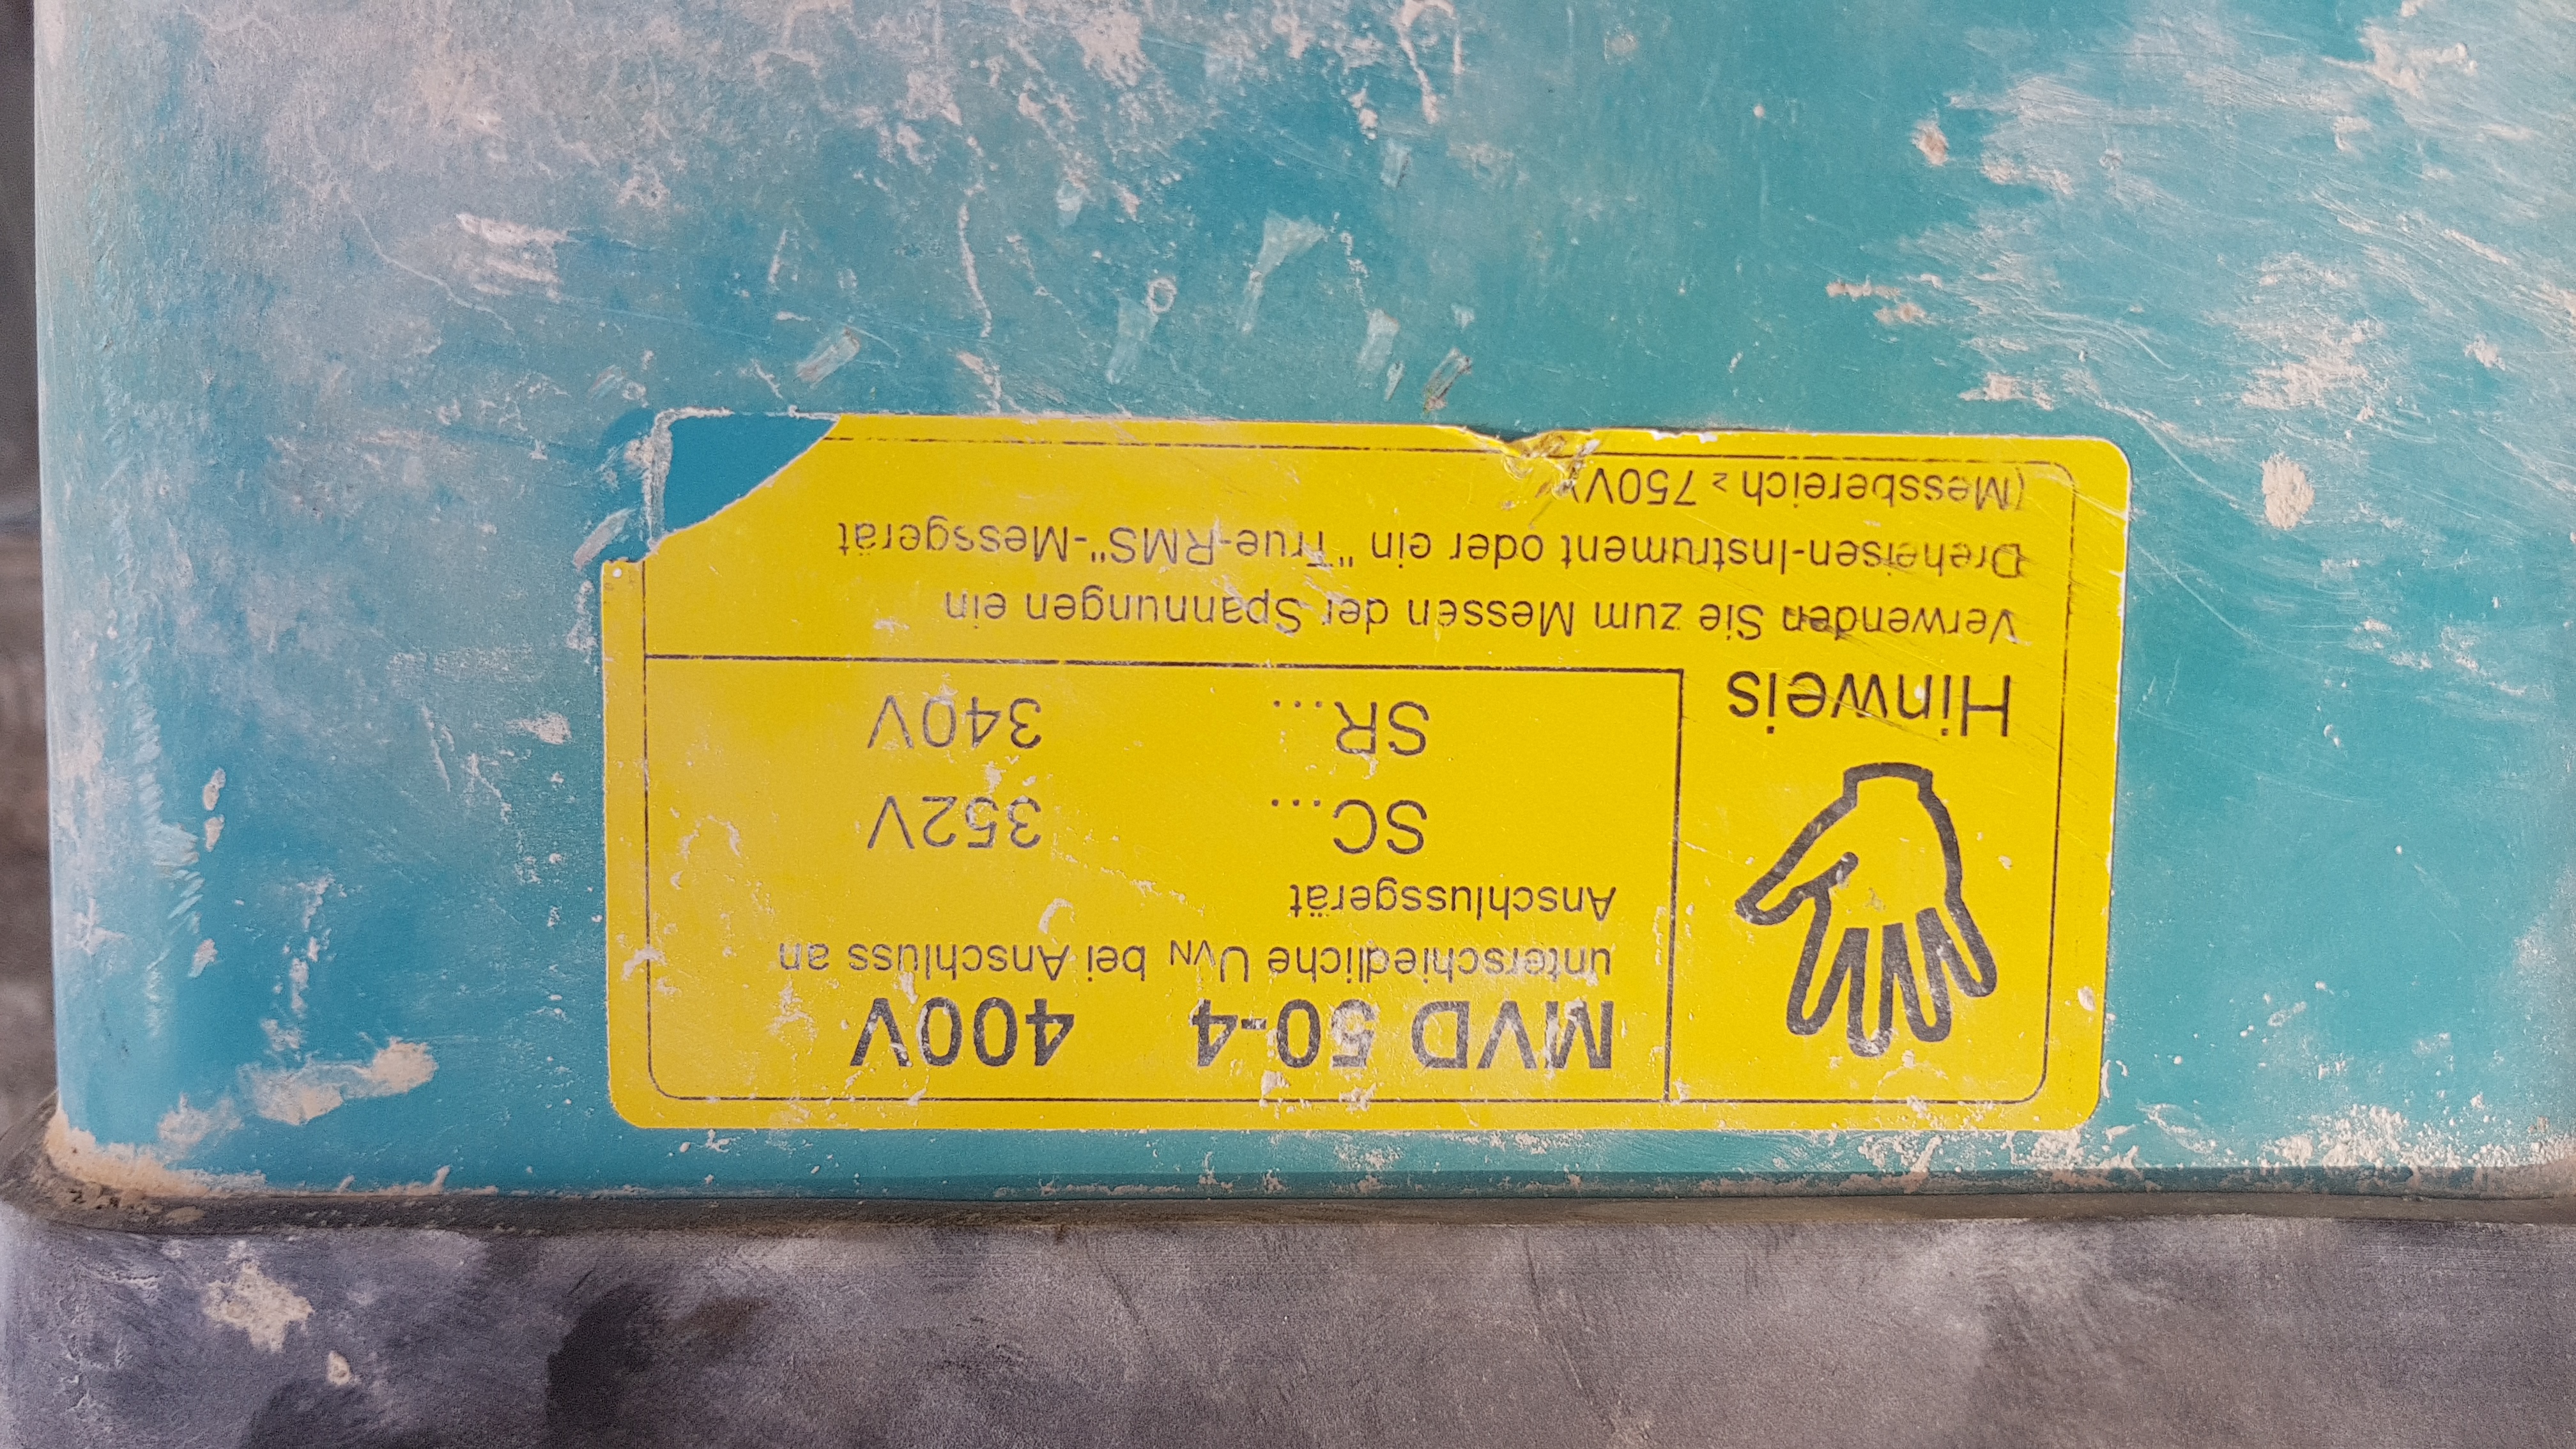 MVD 50-4 400V
unterschiedliche UVN bei Anschluss an
Anschlussgerät
SC... 352V
SR... 340V
Hinweis
Verwenden Sie zum Messen der Spannungen ein
Dreheisen-Instrument oder ein "True-RMS"-Messgerät
(Messbereich ≥ 750V)